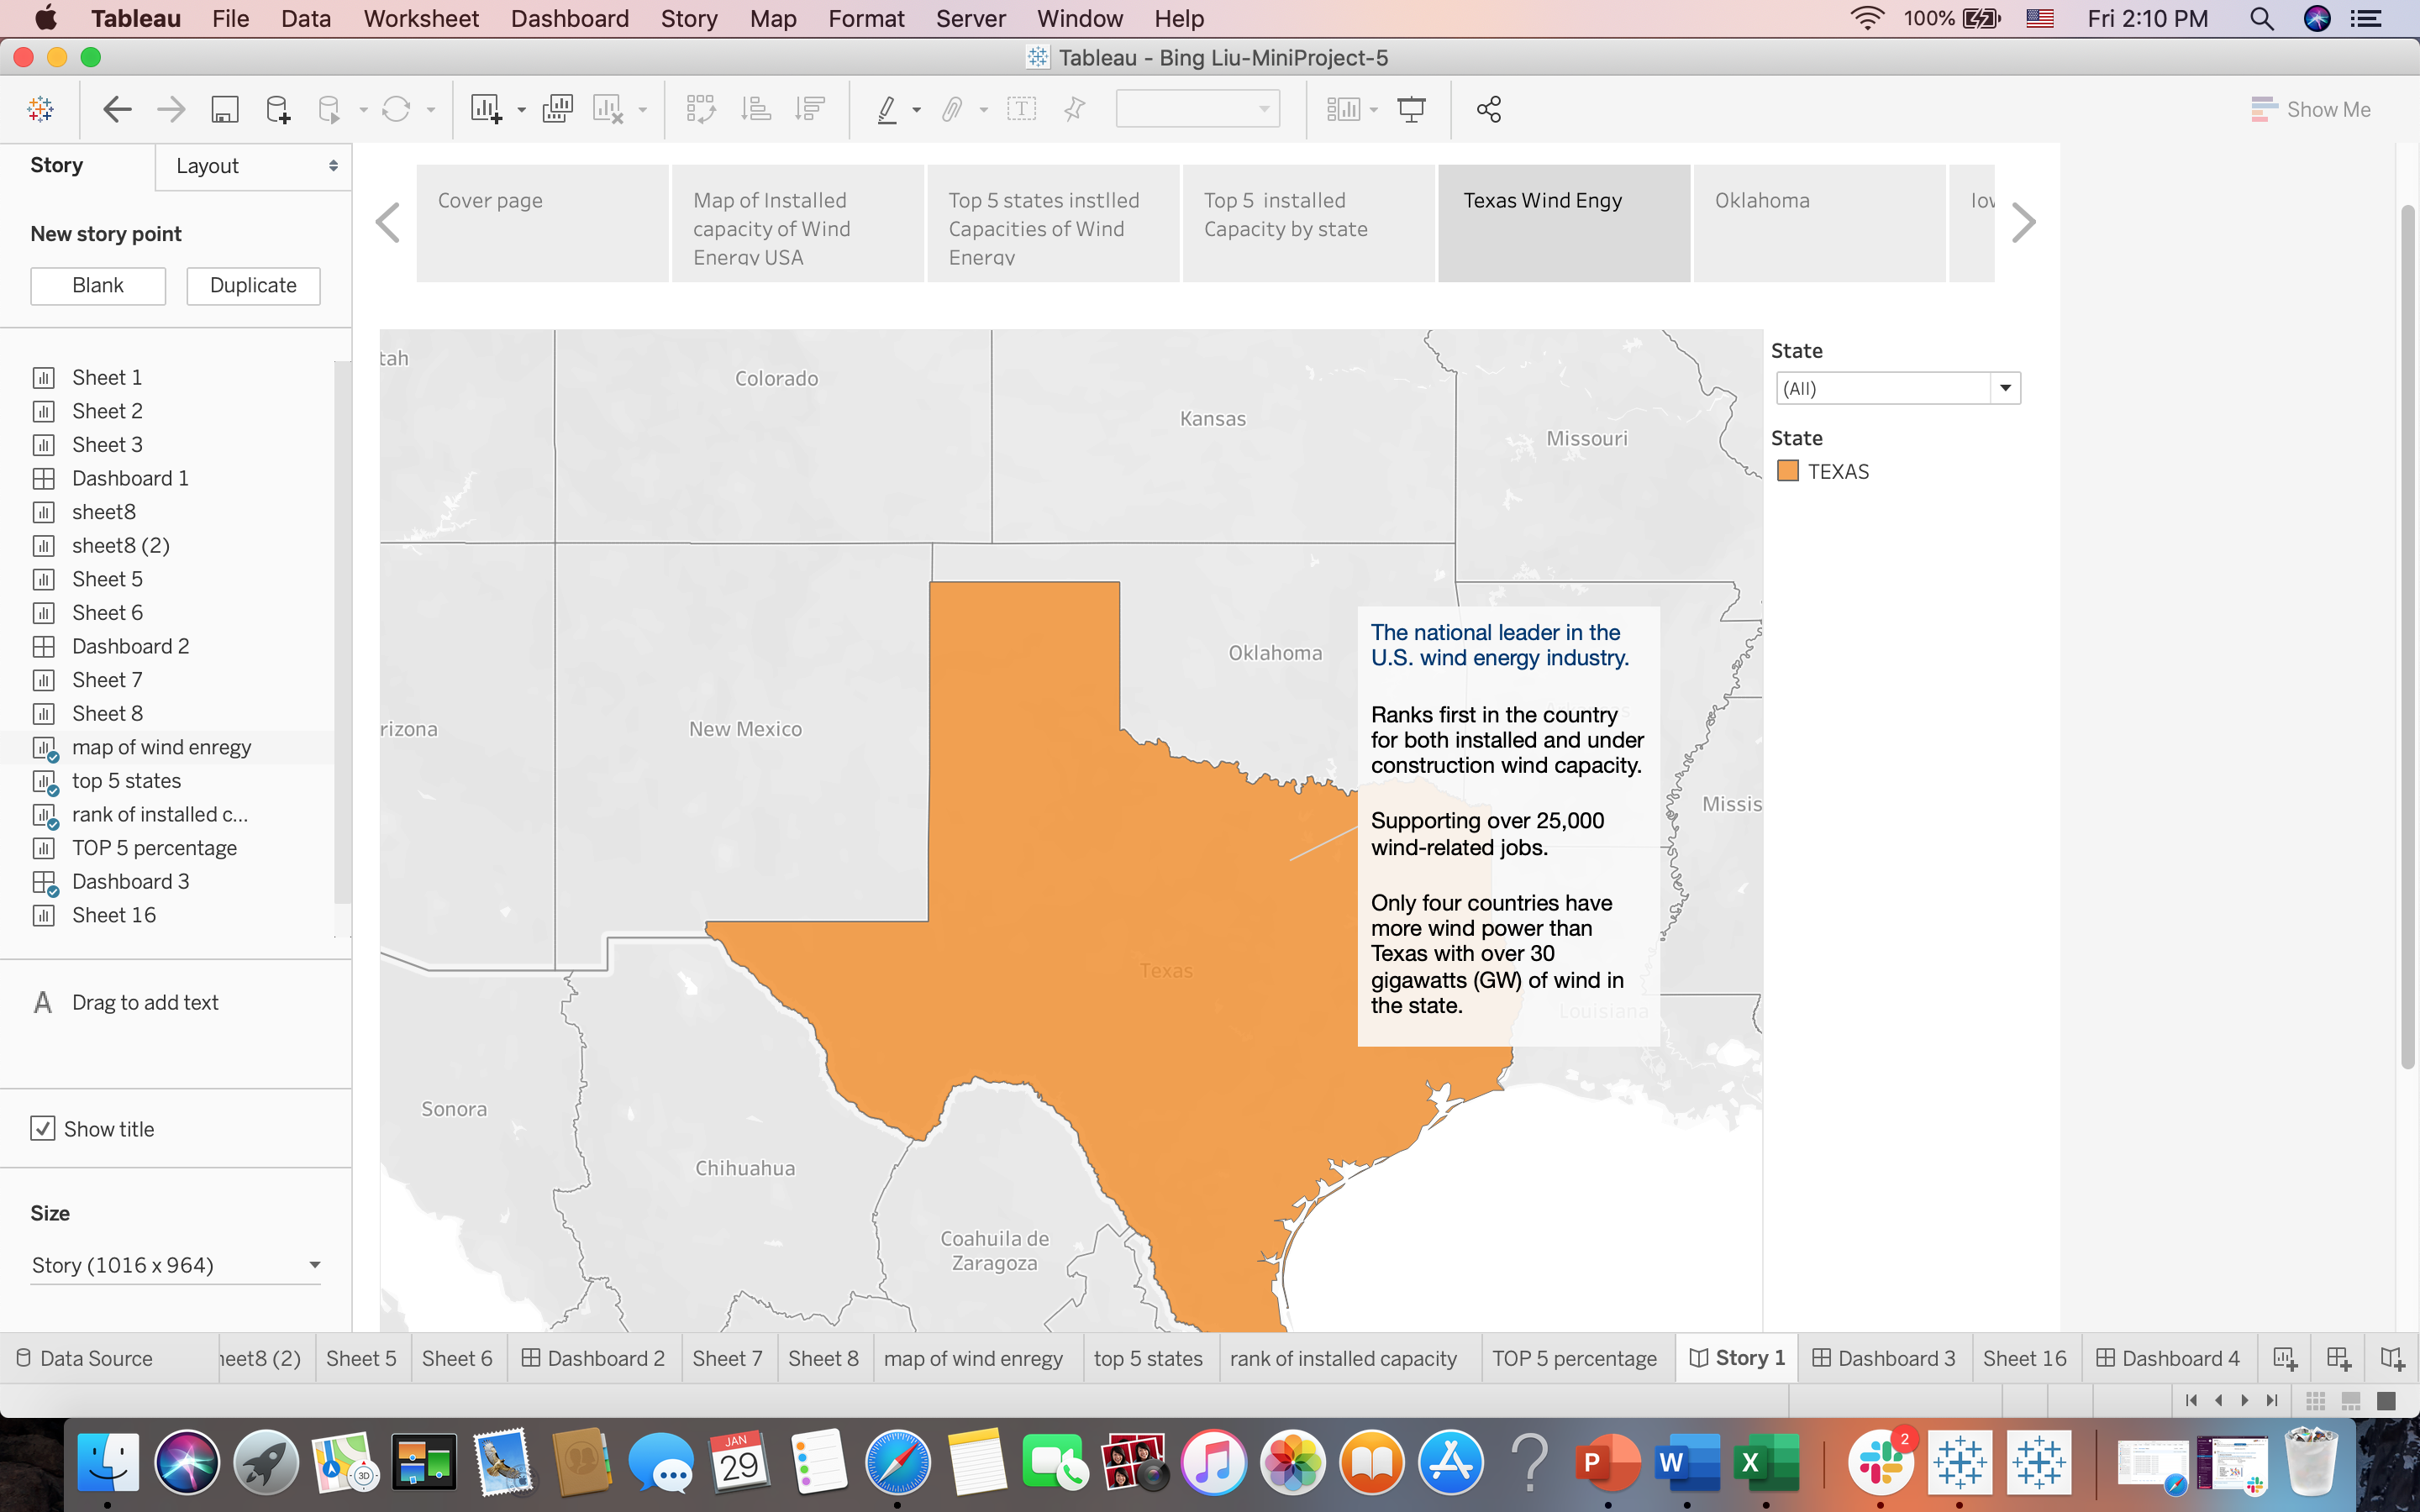 Tableau File Data Worksheet Dashboard Story Map Format Server Window Help
100% Fri 2:10 PM
Tableau - Bing Liu-MiniProject-5
Show Me
Story Layout
New story point
Blank Duplicate
Sheet 1
Sheet 2
Sheet 3
Dashboard 1
sheet8
sheet8 (2)
Sheet 5
Sheet 6
Dashboard 2
Sheet 7
Sheet 8
map of wind enregy
top 5 states
rank of installed c...
TOP 5 percentage
Dashboard 3
Sheet 16
A Drag to add text
Show title
Size
Story (1016 x 964)
Cover page
Map of Installed
capacity of Wind
Energy USA
Top 5 states instlled
Capacities of Wind
Energy
Top 5 installed
Capacity by state
Texas Wind Engy
Oklahoma
Iow
tah
Colorado
Kansas
Missouri
rizona
New Mexico
Oklahoma
Missis
Texas
Louisiana
Sonora
Chihuahua
Coahuila de
Zaragoza
The national leader in the
U.S. wind energy industry.
Ranks first in the country
for both installed and under
construction wind capacity.
Supporting over 25,000
wind-related jobs.
Only four countries have
more wind power than
Texas with over 30
gigawatts (GW) of wind in
the state.
State
(All)
State
TEXAS
Data Source heet8 (2) Sheet 5 Sheet 6 Dashboard 2 Sheet 7 Sheet 8 map of wind enregy top 5 states rank of installed capacity TOP 5 percentage Story 1 Dashboard 3 Sheet 16 Dashboard 4
3D
JAN
29
P
W
X
2